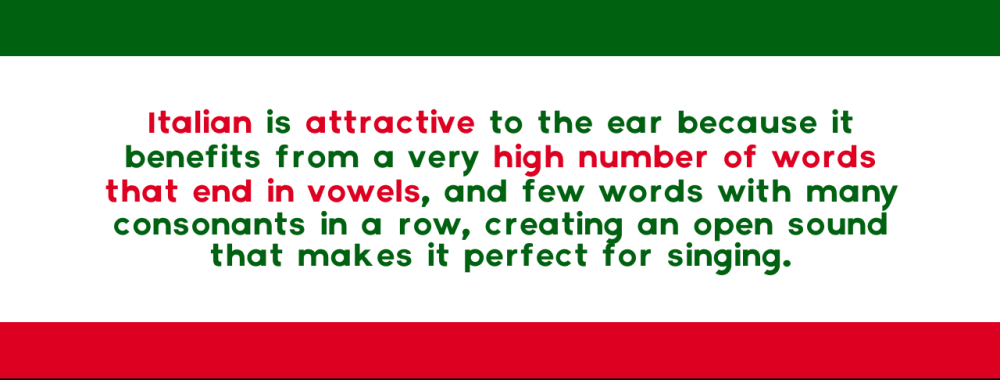 Italian is attractive to the ear because it
benefits from a very high number of words
that end in vowels, and few words with many
consonants in a row, creating an open sound
that makes it perfect for singing.